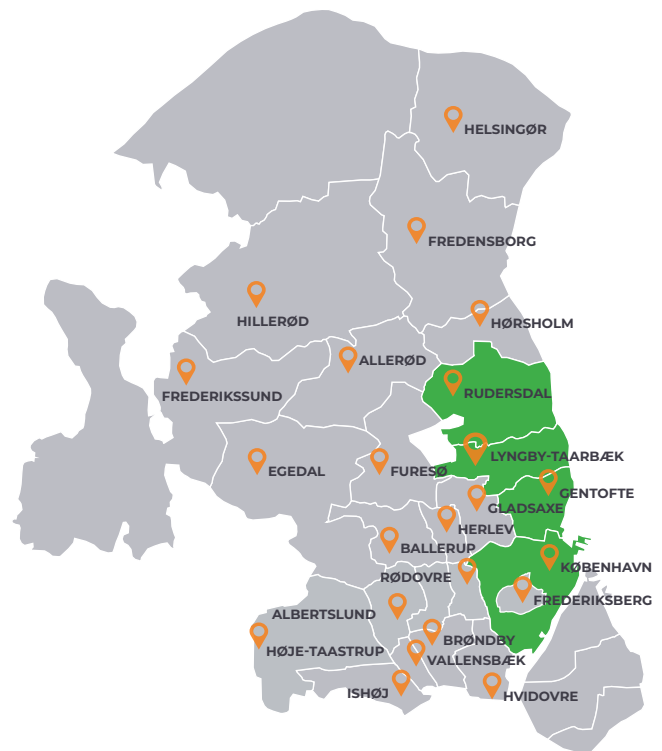 HELSINGØR
FREDENSBORG
HILLERØD
HØRSHOLM
ALLERØD
RUDERSDAL
FREDERIKSSUND
LYNGBY-TAARBÆK
EGEDAL
FURESØ
GENTOFTE
GLADSAXE
HERLEV
BALLERUP
KØBENHAVN
RØDOVRE
FREDERIKSBERG
ALBERTSLUND
BRØNDBY
HØJE-TAASTRUP
VALLENSBÆK
ISHØJ
HVIDOVRE